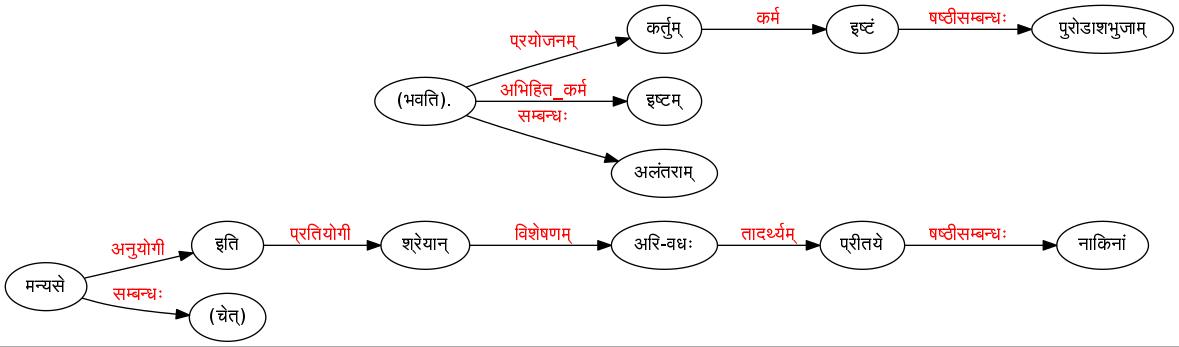 कर्म
षष्ठीसम्बन्धः
कर्तुम्
इष्टं
पुरोडाशभुजाम्
प्रयोजनम्
अभिहित_कर्म
(भवति).
इष्टम्
सम्बन्धः
अलंतराम्
अनुयोगी
प्रतियोगी
विशेषणम्
तादर्थ्यम्
षष्ठीसम्बन्धः
इति
श्रेयान्
अरि-वधः
प्रीतये
नाकिनां
मन्यसे
सम्बन्धः
(चेत्)